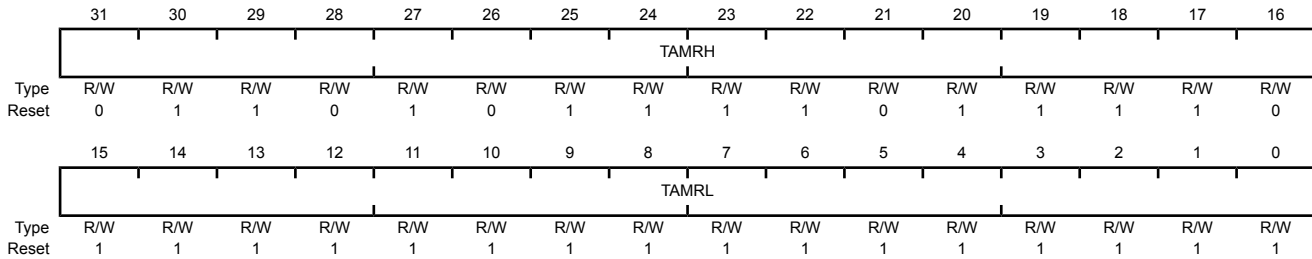 31 30 29 28 27 26 25 24 23 22 21 20 19 18 17 16
TAMRH
Type R/W R/W R/W R/W R/W R/W R/W R/W R/W R/W R/W R/W R/W R/W R/W R/W
Reset 0 1 1 0 1 0 1 1 1 1 0 1 1 1 1 0
15 14 13 12 11 10 9 8 7 6 5 4 3 2 1 0
TAMRL
Type R/W R/W R/W R/W R/W R/W R/W R/W R/W R/W R/W R/W R/W R/W R/W R/W
Reset 1 1 1 1 1 1 1 1 1 1 1 1 1 1 1 1